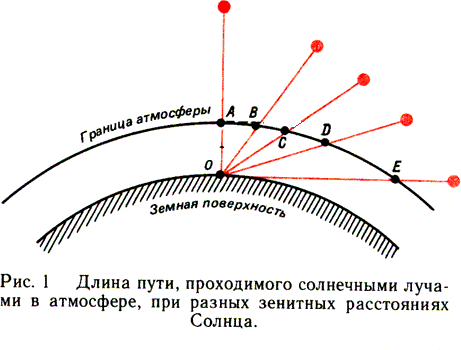 Граница атмосферы
A
B
C
D
E
O
Земная поверхность
Рис. 1 Длина пути, проходимого солнечными луча-
ми в атмосфере, при разных зенитных расстояниях
Солнца.